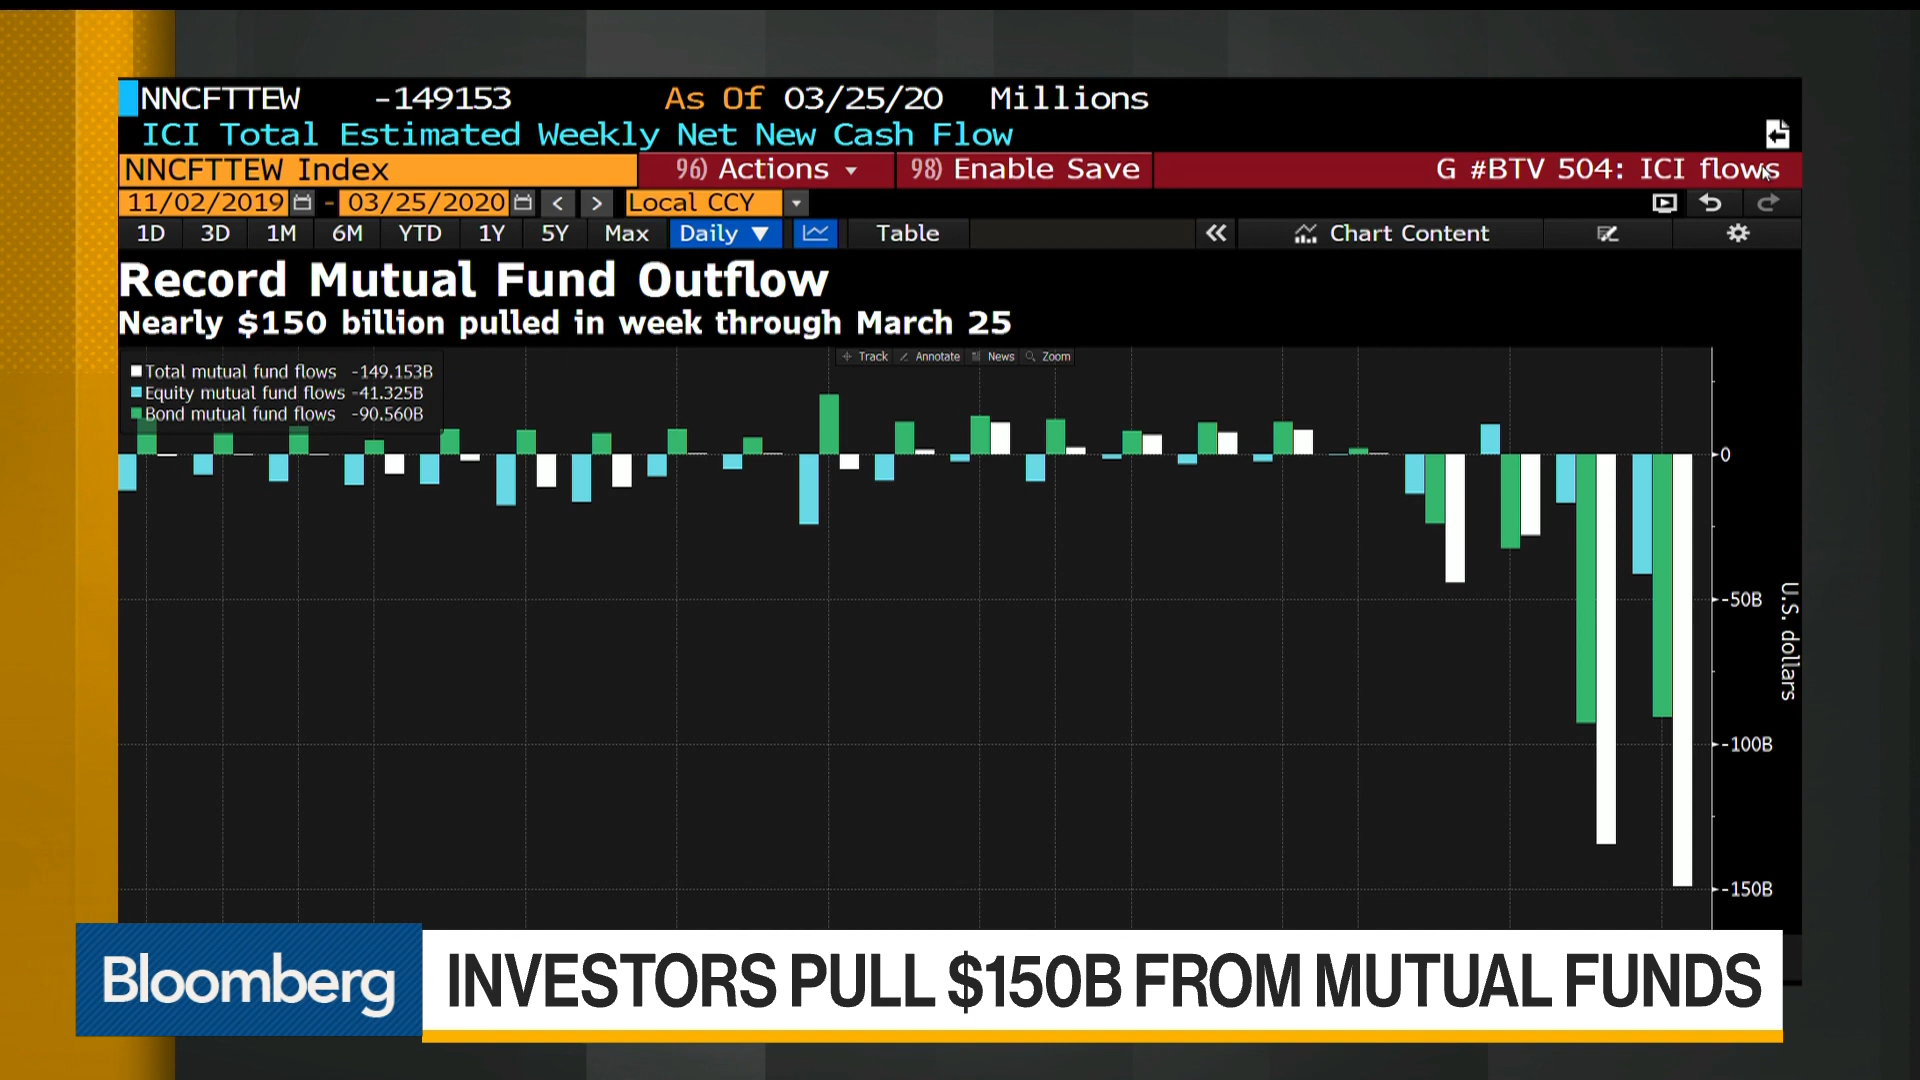 NNCFTTEW -149153 As Of 03/25/20 Millions
ICI Total Estimated Weekly Net New Cash Flow
NNCFTTEW Index 96) Actions 98) Enable Save G #BTV 504: ICI flows
11/02/2019 - 03/25/2020 < > Local CCY
1D 3D 1M 6M YTD 1Y 5Y Max Daily ▼ Table « Chart Content
Record Mutual Fund Outflow
Nearly $150 billion pulled in week through March 25
Track Annotate News Zoom
Total mutual fund flows -149.153B
Equity mutual fund flows -41.325B
Bond mutual fund flows -90.560B
0
-50B
-100B
-150B
U.S. dollars
Bloomberg
INVESTORS PULL $150B FROM MUTUAL FUNDS